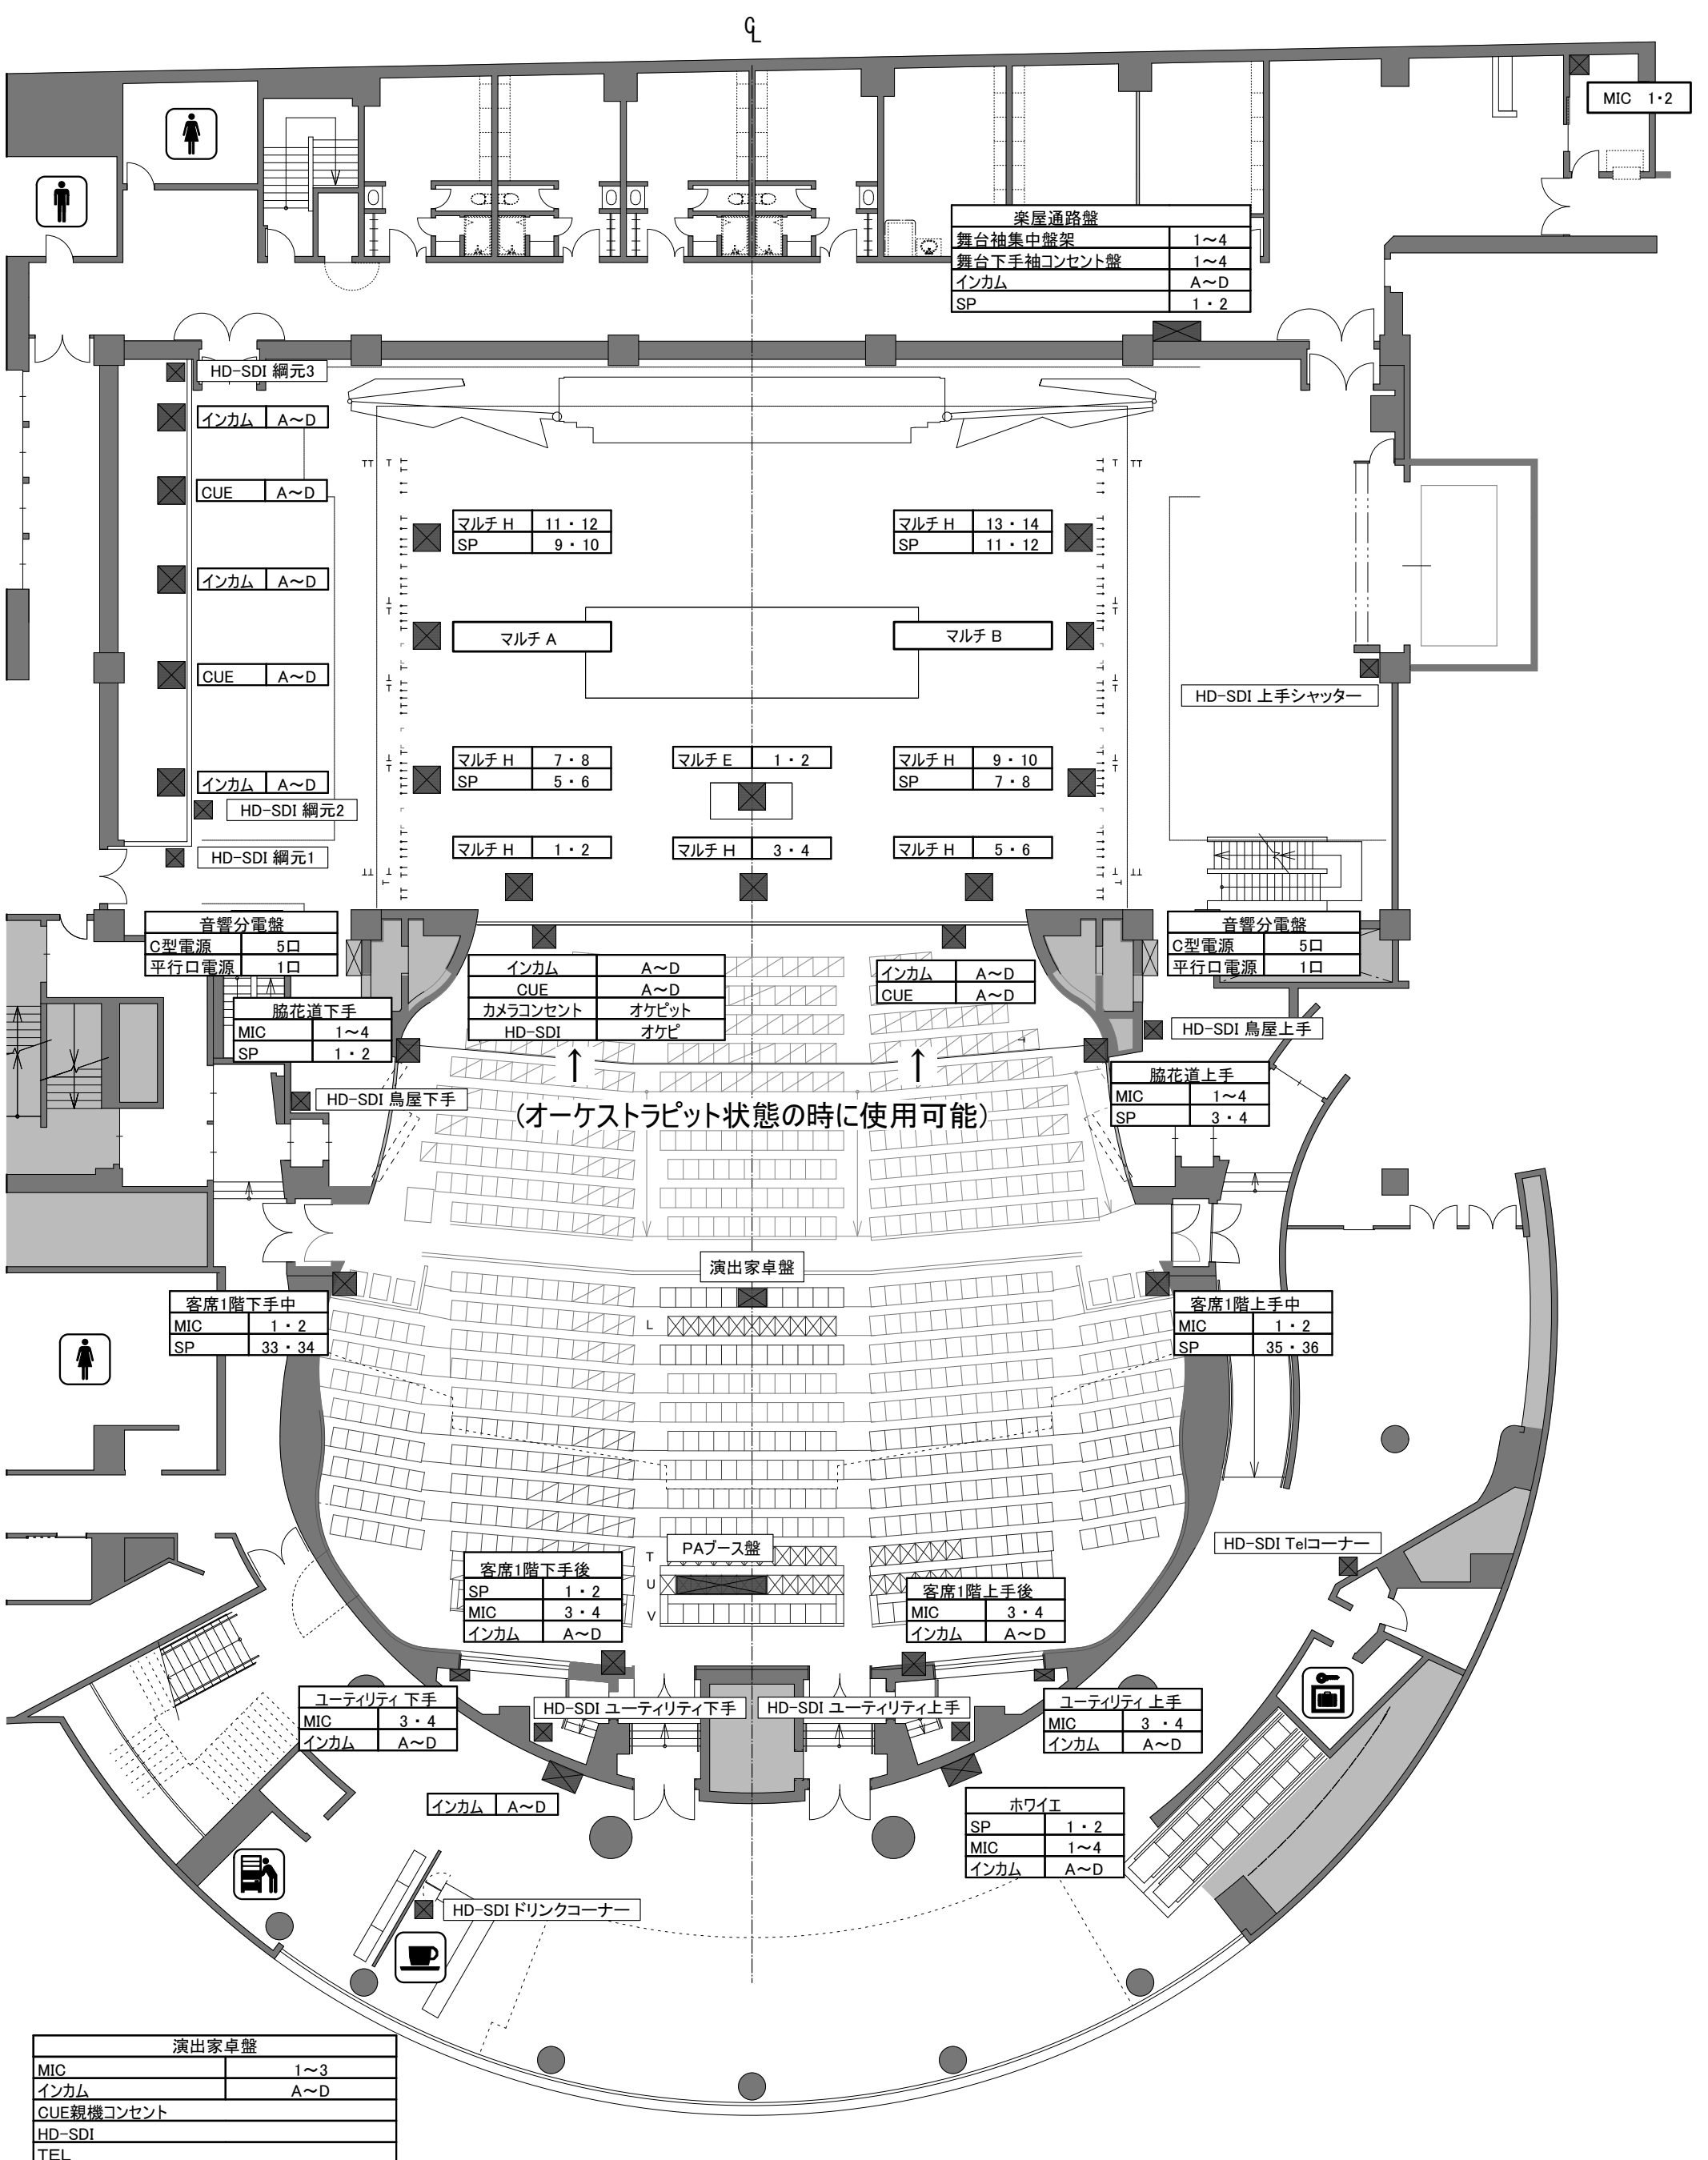 ℄
MIC 1・2
楽屋通路盤
舞台袖集中盤架 1～4
舞台下手袖コンセント盤 1～4
インカム A～D
SP 1・2
HD-SDI 綱元3
インカム A～D
CUE A～D
マルチ H 11・12
SP 9・10
マルチ H 13・14
SP 11・12
インカム A～D
マルチ A
マルチ B
CUE A～D
HD-SDI 上手シャッター
マルチ H 7・8
SP 5・6
マルチ E 1・2
マルチ H 9・10
SP 7・8
インカム A～D
HD-SDI 綱元2
HD-SDI 綱元1
マルチ H 1・2
マルチ H 3・4
マルチ H 5・6
音響分電盤
C型電源 5口
平行口電源 1口
音響分電盤
C型電源 5口
平行口電源 1口
インカム A～D
CUE A～D
カメラコンセント オケピット
HD-SDI オケピ
インカム A～D
CUE A～D
脇花道下手
MIC 1～4
SP 1・2
HD-SDI 鳥屋上手
HD-SDI 鳥屋下手
脇花道上手
MIC 1～4
SP 3・4
(オーケストラピット状態の時に使用可能)
演出家卓盤
客席1階下手中
MIC 1・2
SP 33・34
L
客席1階上手中
MIC 1・2
SP 35・36
PAブース盤
T
U
V
HD-SDI Telコーナー
客席1階下手後
SP 1・2
MIC 3・4
インカム A～D
客席1階上手後
MIC 3・4
インカム A～D
ユーティリティ 下手
MIC 3・4
インカム A～D
HD-SDI ユーティリティ下手
HD-SDI ユーティリティ上手
ユーティリティ 上手
MIC 3・4
インカム A～D
インカム A～D
ホワイエ
SP 1・2
MIC 1～4
インカム A～D
HD-SDI ドリンクコーナー
演出家卓盤
MIC 1～3
インカム A～D
CUE親機コンセント
HD-SDI
TEL